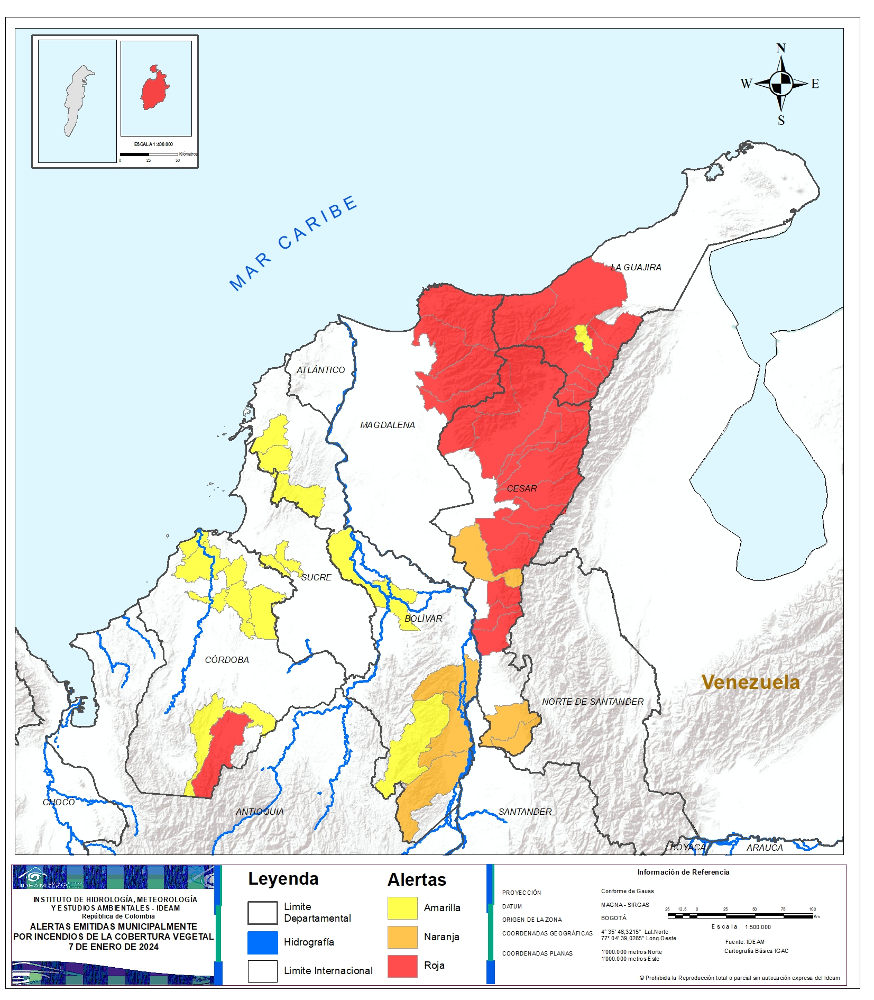 ESCALA 1:400.000
Kilómetros
0 25 50
N
W E
S
MAR CARIBE
LA GUAJIRA
ATLÁNTICO
MAGDALENA
CESAR
SUCRE
BOLÍVAR
CÓRDOBA
Venezuela
NORTE DE SANTANDER
CHOCÓ
ANTIOQUIA
SANTANDER
BOYACÁ
ARAUCA
IDEAM
INSTITUTO DE HIDROLOGÍA, METEOROLOGÍA
Y ESTUDIOS AMBIENTALES - IDEAM
República de Colombia
ALERTAS EMITIDAS MUNICIPALMENTE
POR INCENDIOS DE LA COBERTURA VEGETAL
7 DE ENERO DE 2024
Leyenda
Limite
Departamental
Hidrografía
Limite Internacional
Alertas
Amarilla
Naranja
Roja
Información de Referencia
PROYECCIÓN Conforme de Gauss
DATUM MAGNA - SIRGAS
ORIGEN DE LA ZONA BOGOTÁ
COORDENADAS GEOGRÁFICAS 4° 35' 46,3215" Lat.Norte
77° 04' 39,0285" Long.Oeste
COORDENADAS PLANAS 1'000.000 metros Norte
1'000.000 metros Este
25 12,5 0 25 50 75 100
Km
Escala 1:500.000
Fuente: IDEAM
Cartografía Básica IGAC
© Prohibida la Reproducción total o parcial sin autozación expresa del Ideam